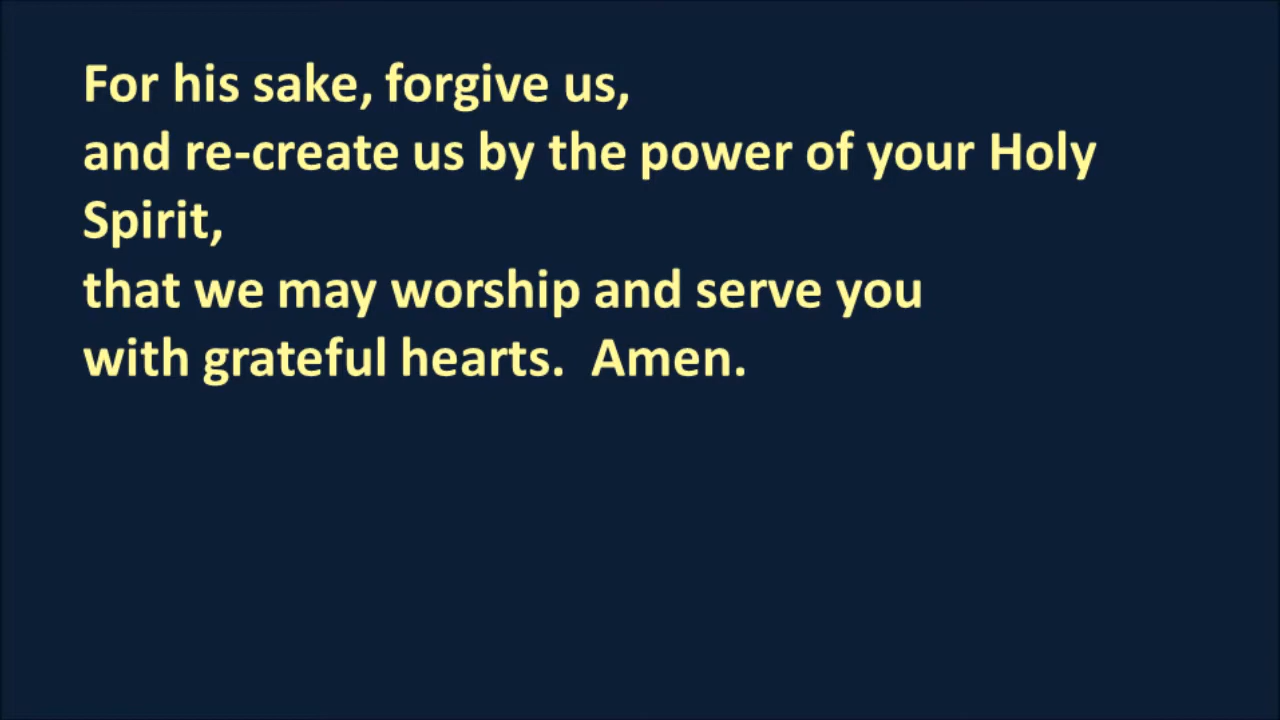 For his sake, forgive us,
and re-create us by the power of your Holy
Spirit,
that we may worship and serve you
with grateful hearts.  Amen.